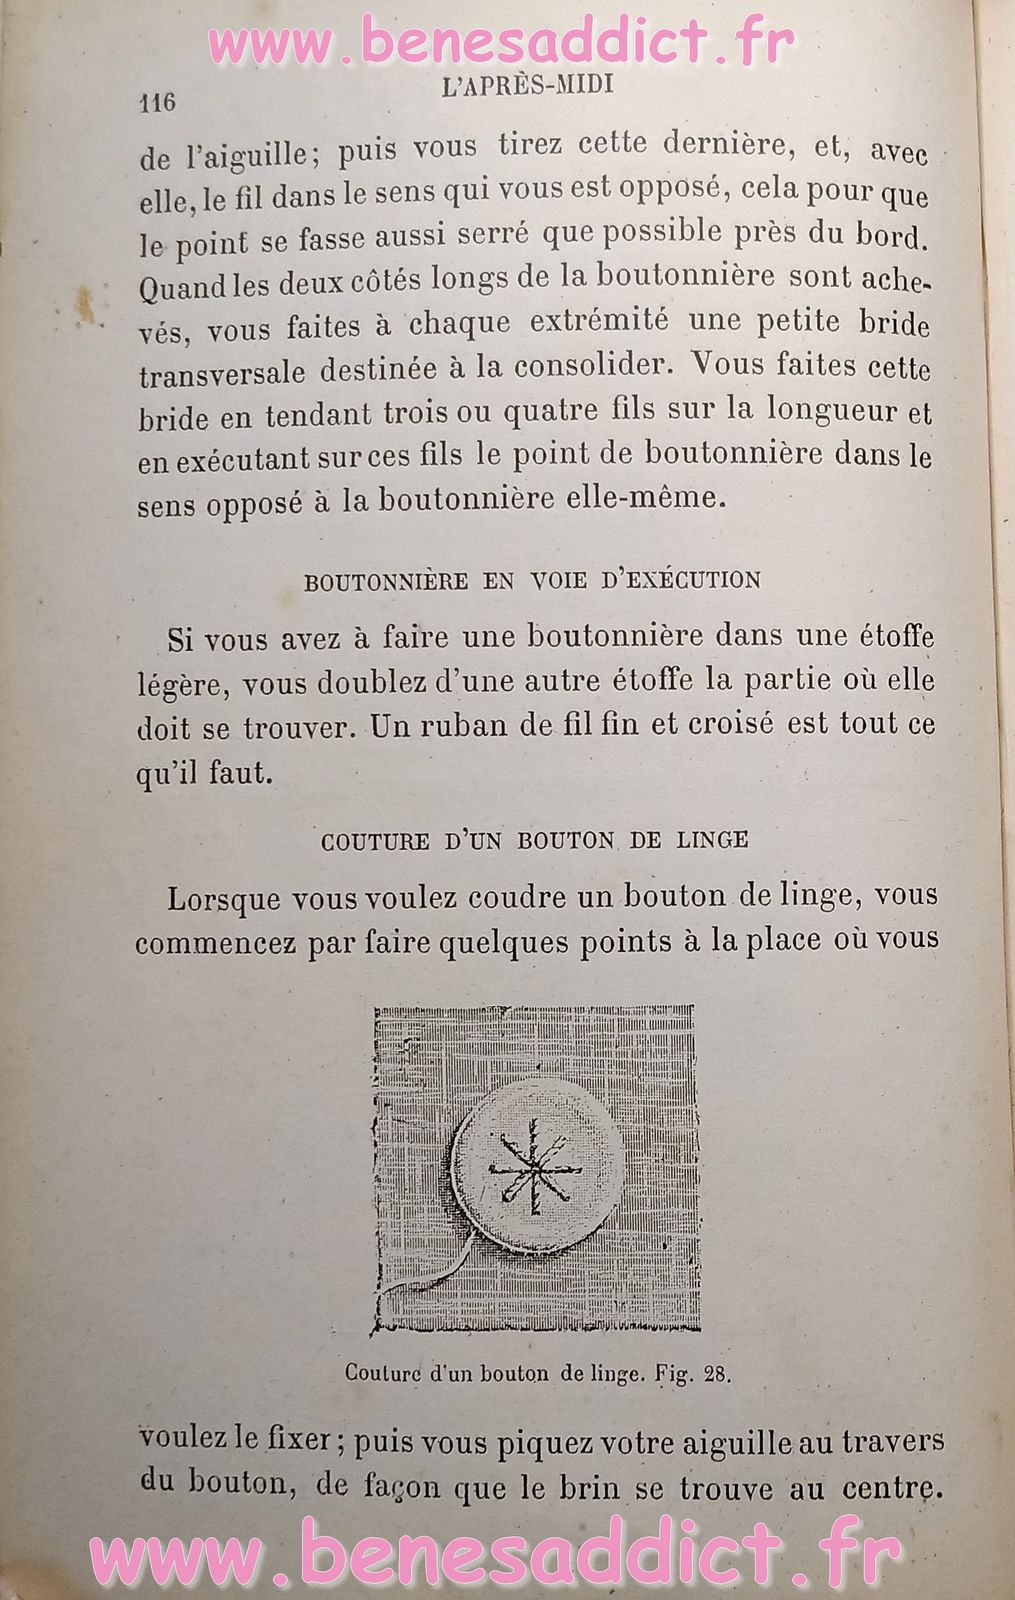 www.benesaddict.fr
116
L'APRÈS-MIDI
de l'aiguille; puis vous tirez cette dernière, et, avec
elle, le fil dans le sens qui vous est opposé, cela pour que
le point se fasse aussi serré que possible près du bord.
Quand les deux côtés longs de la boutonnière sont ache-
vés, vous faites à chaque extrémité une petite bride
transversale destinée à la consolider. Vous faites cette
bride en tendant trois ou quatre fils sur la longueur et
en exécutant sur ces fils le point de boutonnière dans le
sens opposé à la boutonnière elle-même.
BOUTONNIÈRE EN VOIE D'EXÉCUTION
Si vous avez à faire une boutonnière dans une étoffe
légère, vous doublez d'une autre étoffe la partie où elle
doit se trouver. Un ruban de fil fin et croisé est tout ce
qu'il faut.
COUTURE D'UN BOUTON DE LINGE
Lorsque vous voulez coudre un bouton de linge, vous
commencez par faire quelques points à la place où vous
Couture d'un bouton de linge. Fig. 28.
voulez le fixer; puis vous piquez votre aiguille au travers
du bouton, de façon que le brin se trouve au centre.
www.benesaddict.fr